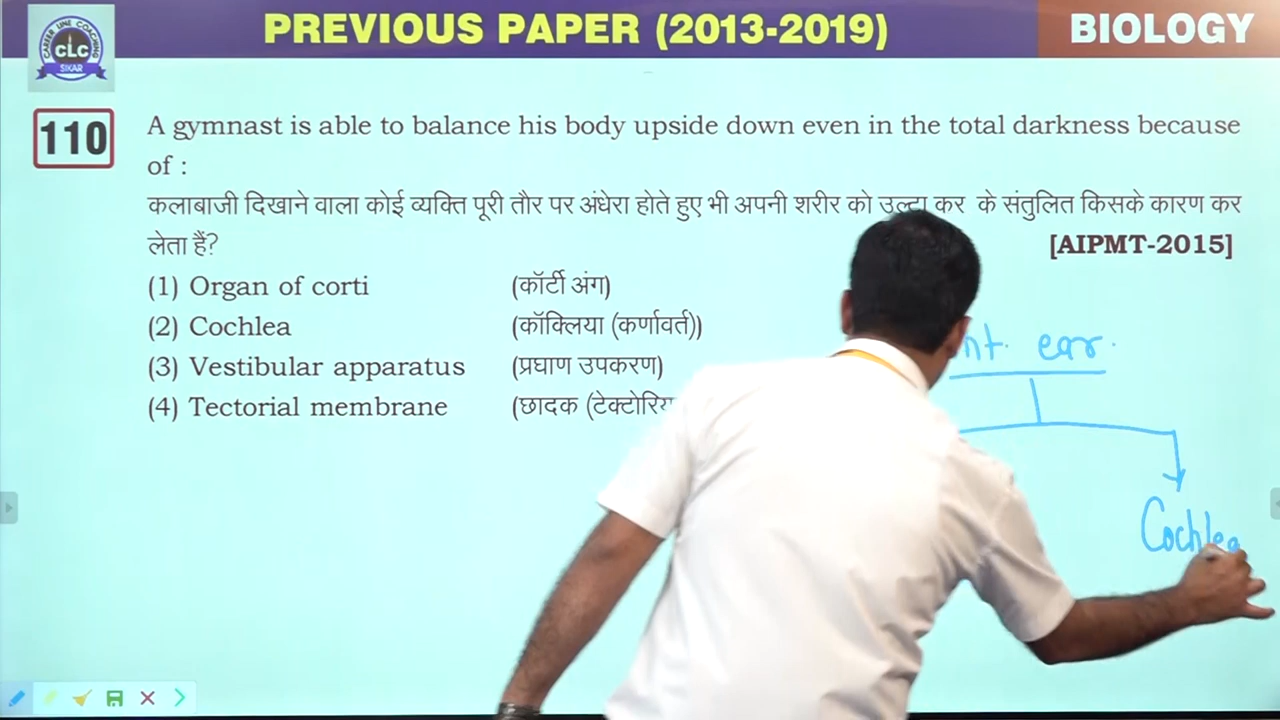 PREVIOUS PAPER (2013-2019)
BIOLOGY
CAREER LINE COACHING
CLC
SIKAR
110
A gymnast is able to balance his body upside down even in the total darkness because
of :
कलाबाजी दिखाने वाला कोई व्यक्ति पूरी तौर पर अंधेरा होते हुए भी अपनी शरीर को उल्टा कर के संतुलित किसके कारण कर
लेता हैं?
[AIPMT-2015]
(1) Organ of corti (कॉर्टी अंग)
(2) Cochlea (कॉक्लिया (कर्णावर्त))
(3) Vestibular apparatus (प्रघाण उपकरण)
(4) Tectorial membrane (छादक
nt. ear.
Cochlea